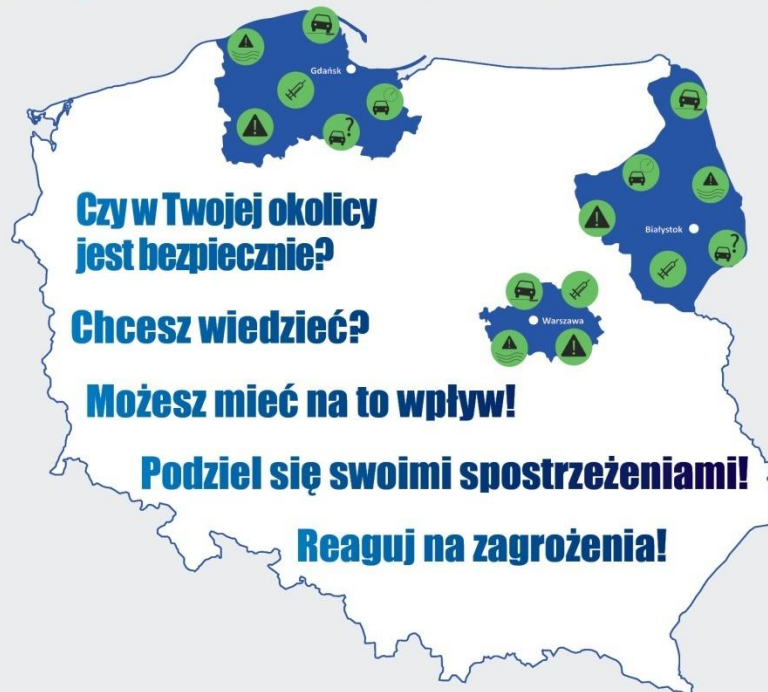 Gdańsk
Białystok
Warszawa
Czy w Twojej okolicy
jest bezpiecznie?
Chcesz wiedzieć?
Możesz mieć na to wpływ!
Podziel się swoimi spostrzeżeniami!
Reaguj na zagrożenia!